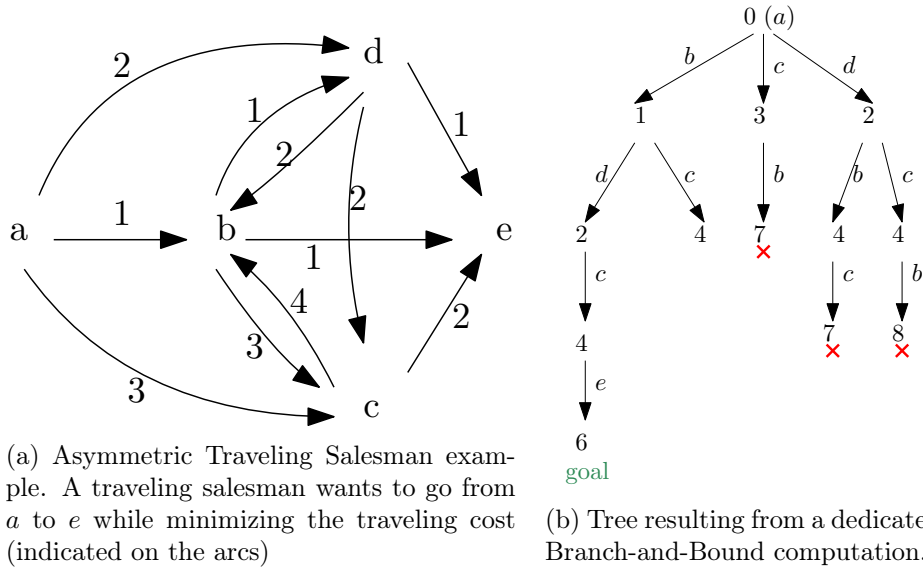 d
2
1
2
1
2
a
1
b
1
e
3
4
2
3
c
(a) Asymmetric Traveling Salesman exam-
ple. A traveling salesman wants to go from
a to e while minimizing the traveling cost
(indicated on the arcs)
0 (a)
b c d
1 3 2
d c b b c
2 4 7 4 4
c c b
4 7 8
e
6
goal
(b) Tree resulting from a dedicate
Branch-and-Bound computation.